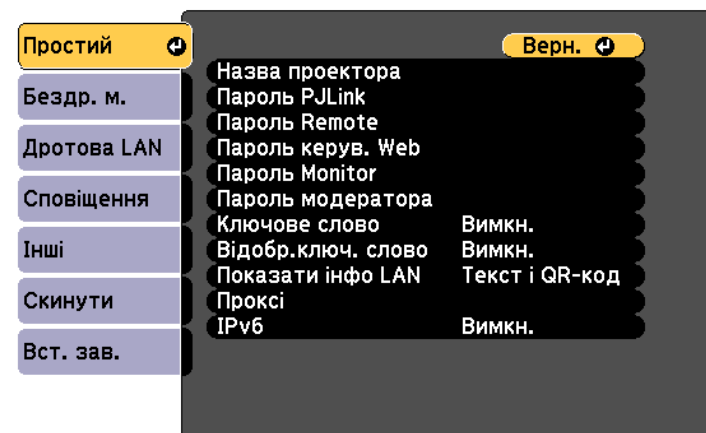 Простий
Бездр. м.
Дротова LAN
Сповіщення
Інші
Скинути
Вст. зав.
Верн.
Назва проектора
Пароль PJLink
Пароль Remote
Пароль керув. Web
Пароль Monitor
Пароль модератора
Ключове слово Вимкн.
Відобр.ключ. слово Вимкн.
Показати інфо LAN Текст і QR-код
Проксі
IPv6 Вимкн.